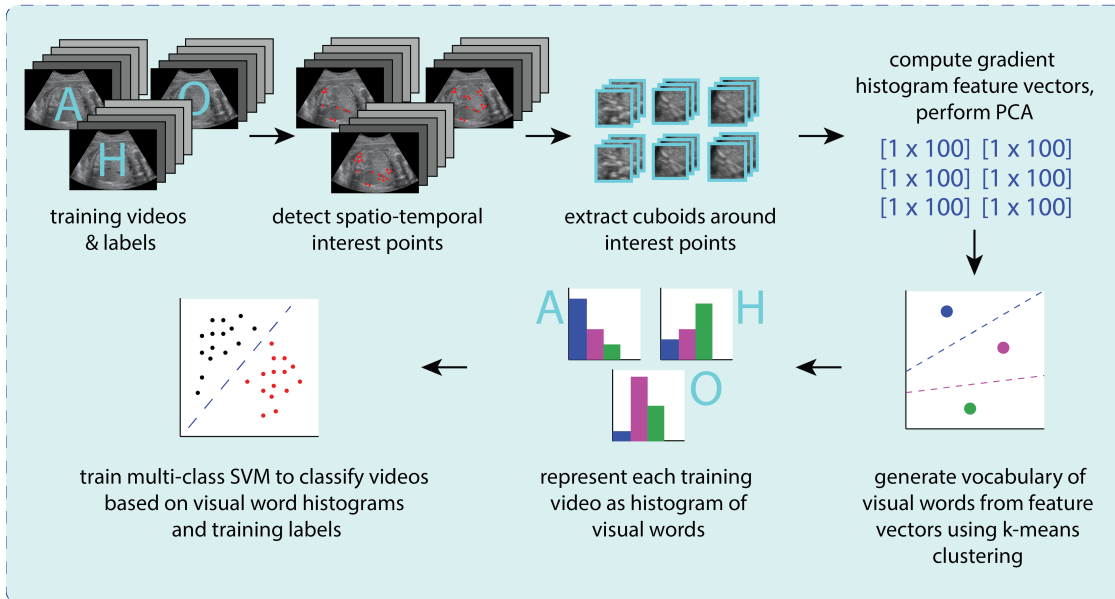 A
O
H
training videos
& labels
detect spatio-temporal
interest points
extract cuboids around
interest points
compute gradient
histogram feature vectors,
perform PCA
[1 x 100] [1 x 100]
[1 x 100] [1 x 100]
[1 x 100] [1 x 100]
generate vocabulary of
visual words from feature
vectors using k-means
clustering
A
H
O
represent each training
video as histogram of
visual words
train multi-class SVM to classify videos
based on visual word histograms
and training labels